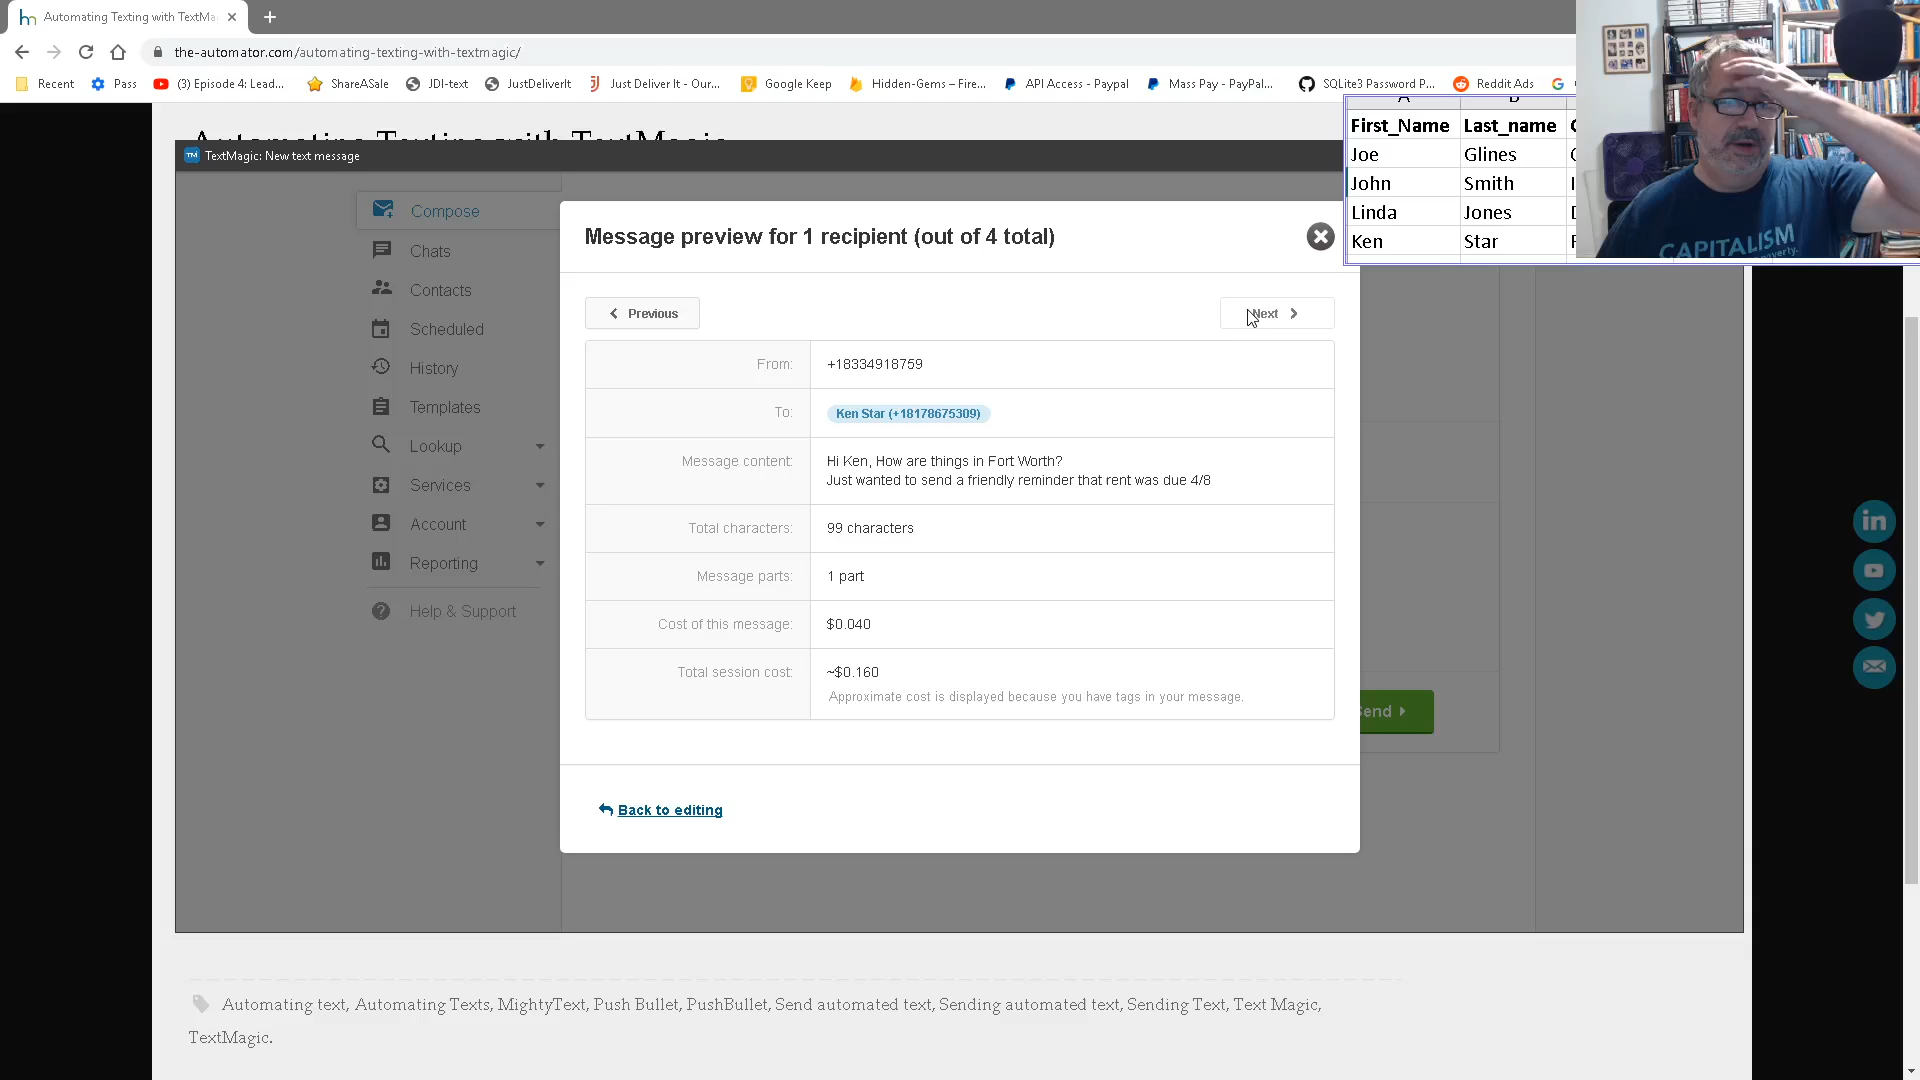 Automating Texting with TextMa
the-automator.com/automating-texting-with-textmagic/
Recent
Pass
(3) Episode 4: Lead...
ShareASale
JDI-text
JustDeliverIt
Just Deliver It - Our...
Google Keep
Hidden-Gems – Fire...
API Access - Paypal
Mass Pay - PayPal...
SQLite3 Password P...
Reddit Ads
Automating Texting with TextMagic
TM TextMagic: New text message
First_Name Last_name
Joe Glines
John Smith
Linda Jones
Ken Star
CAPITALISM
Compose
Chats
Contacts
Scheduled
History
Templates
Lookup
Services
Account
Reporting
Help & Support
Message preview for 1 recipient (out of 4 total)
Previous
Next
From: +18334918759
To: Ken Star (+18178675309)
Message content: Hi Ken, How are things in Fort Worth?
Just wanted to send a friendly reminder that rent was due 4/8
Total characters: 99 characters
Message parts: 1 part
Cost of this message: $0.040
Total session cost: ~$0.160
Approximate cost is displayed because you have tags in your message.
Send
Back to editing
Automating text, Automating Texts, MightyText, Push Bullet, PushBullet, Send automated text, Sending automated text, Sending Text, Text Magic,
TextMagic.